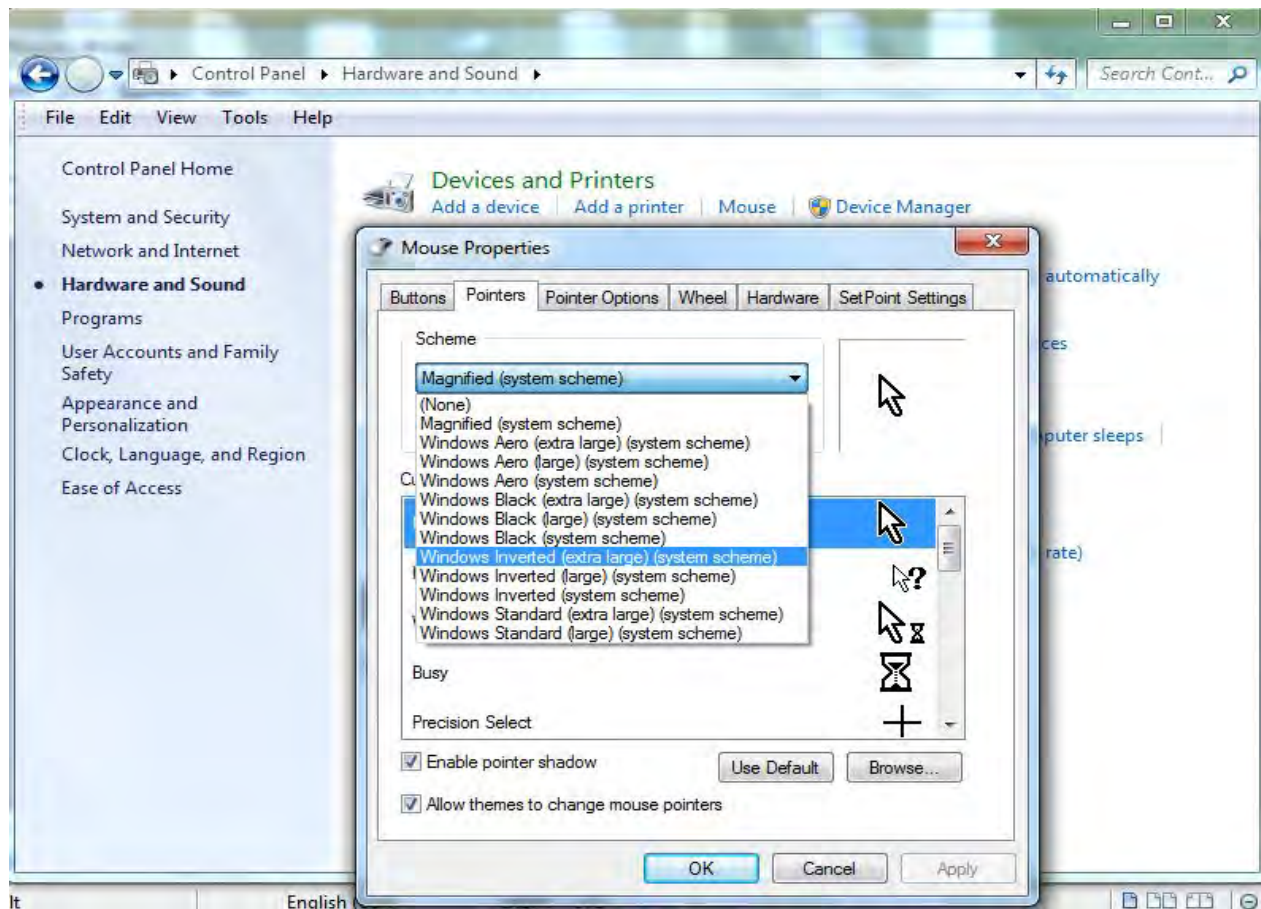 Control Panel
Hardware and Sound
Search Cont...
File Edit View Tools Help
Control Panel Home
System and Security
Network and Internet
Hardware and Sound
Programs
User Accounts and Family
Safety
Appearance and
Personalization
Clock, Language, and Region
Ease of Access
Devices and Printers
Add a device
Add a printer
Mouse
Device Manager
automatically
ces
puter sleeps
rate)
Mouse Properties
Buttons
Pointers
Pointer Options
Wheel
Hardware
SetPoint Settings
Scheme
Magnified (system scheme)
(None)
Magnified (system scheme)
Windows Aero (extra large) (system scheme)
Windows Aero (large) (system scheme)
Windows Aero (system scheme)
Windows Black (extra large) (system scheme)
Windows Black (large) (system scheme)
Windows Black (system scheme)
Windows Inverted (extra large) (system scheme)
Windows Inverted (large) (system scheme)
Windows Inverted (system scheme)
Windows Standard (extra large) (system scheme)
Windows Standard (large) (system scheme)
Busy
Precision Select
Enable pointer shadow
Use Default
Browse...
Allow themes to change mouse pointers
OK
Cancel
Apply
lt
English